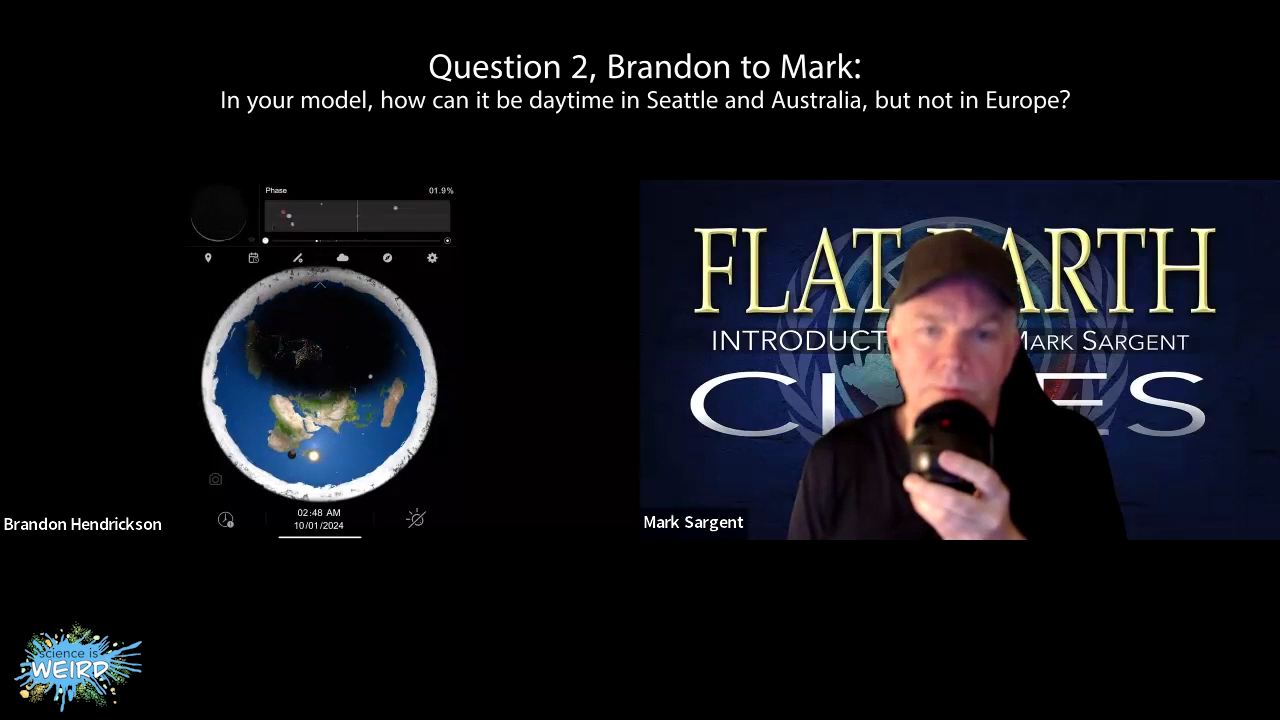 Question 2, Brandon to Mark:
In your model, how can it be daytime in Seattle and Australia, but not in Europe?
Phase 01.9%
FLAT EARTH
INTRODUCT MARK SARGENT
CL ES
02:48 AM
10/01/2024
Brandon Hendrickson
Mark Sargent
science is
WEIRD